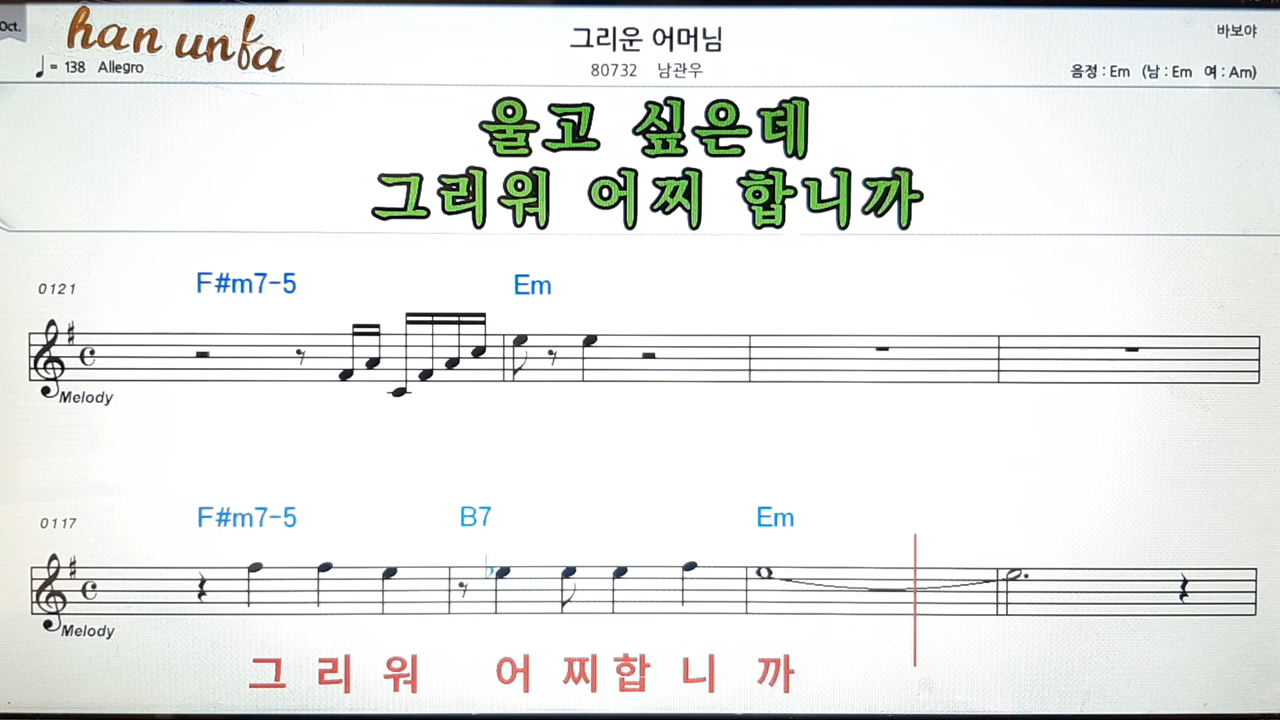 Oct.
han unfa
♩ = 138 Allegro
그리운 어머님
80732 남관우
바보야
음정 : Em (남 : Em 여 : Am)
울고 싶은데
그리워 어찌 합니까
0121
F#m7-5 Em
Melody
0117
F#m7-5 B7 Em
Melody
그 리 워 어 찌합 니 까